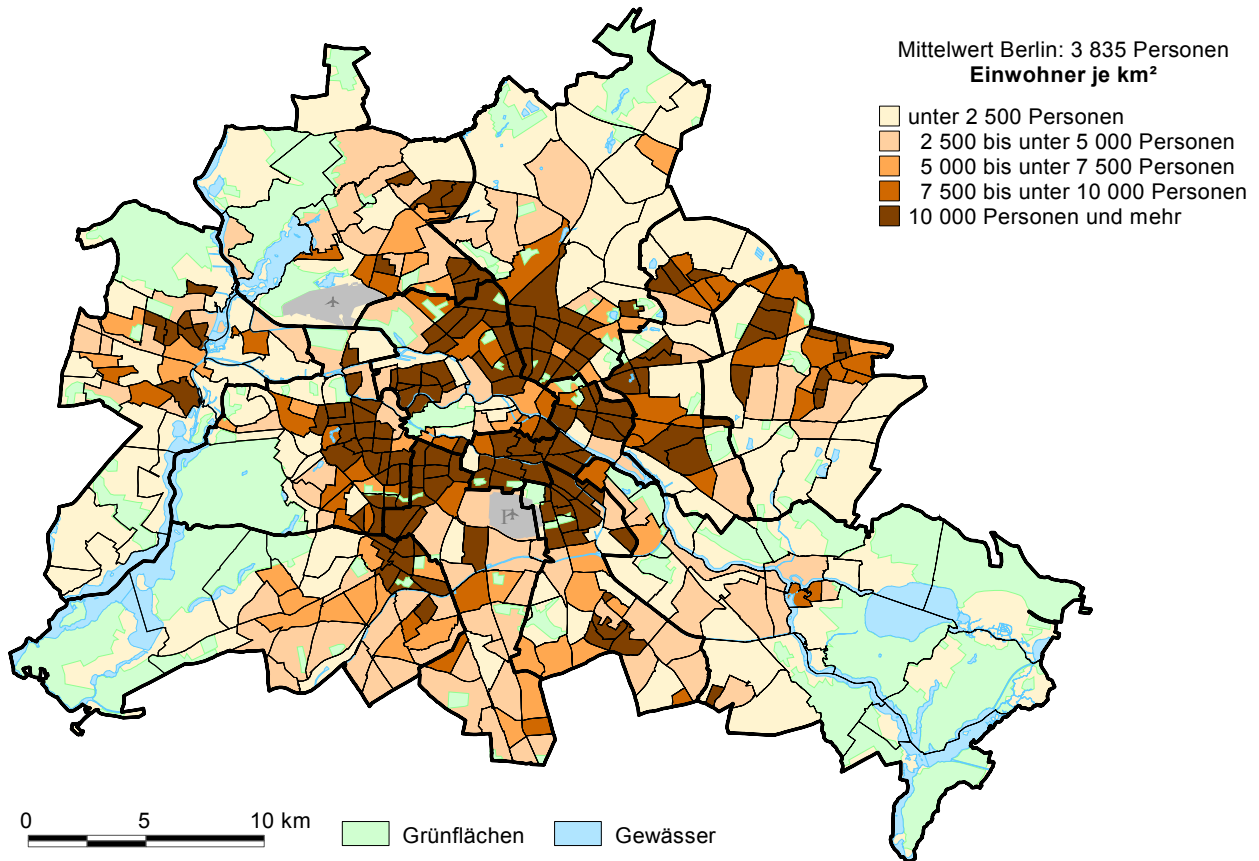 Mittelwert Berlin: 3 835 Personen
Einwohner je km²
unter 2 500 Personen
2 500 bis unter 5 000 Personen
5 000 bis unter 7 500 Personen
7 500 bis unter 10 000 Personen
10 000 Personen und mehr
0 5 10 km
Grünflächen Gewässer